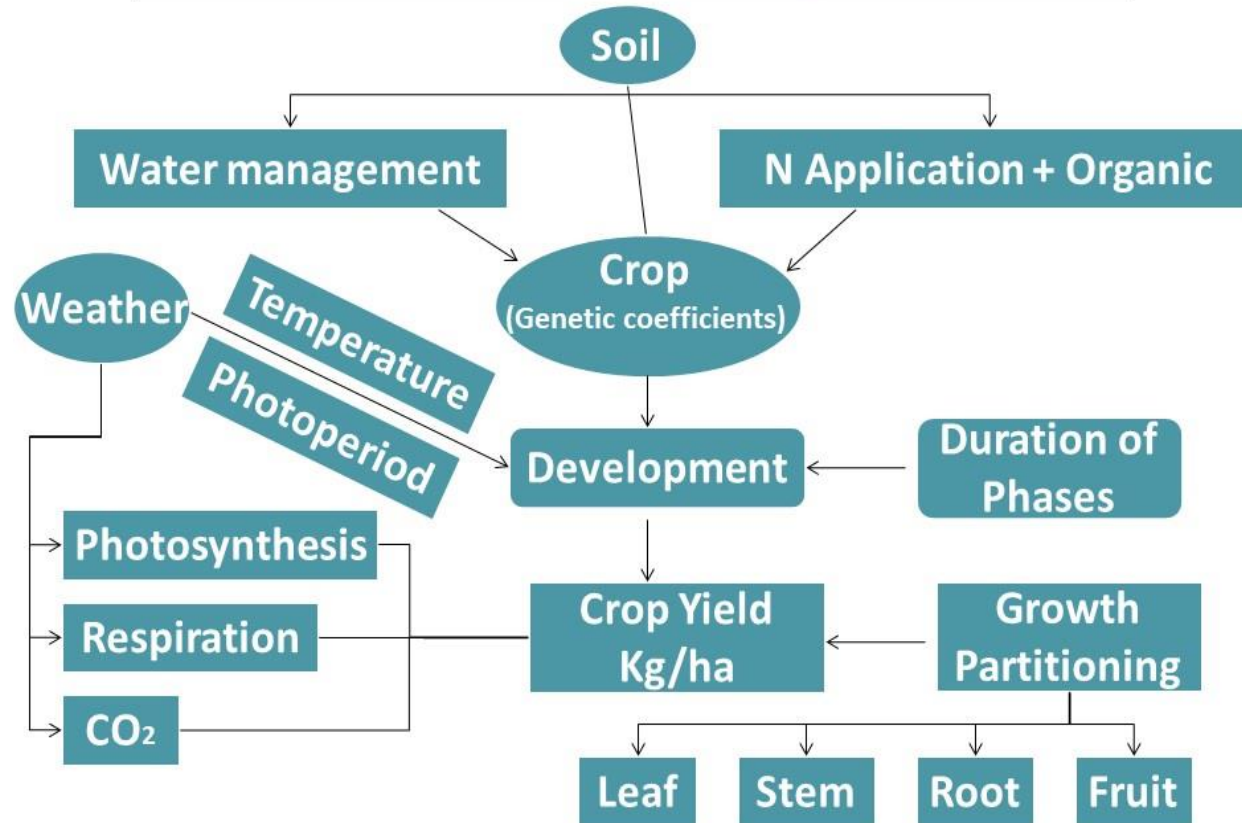 Soil
Water management
N Application + Organic
Crop
(Genetic coefficients)
Weather
Temperature
Photoperiod
Development
Duration of
Phases
Photosynthesis
Respiration
CO₂
Crop Yield
Kg/ha
Growth
Partitioning
Leaf
Stem
Root
Fruit